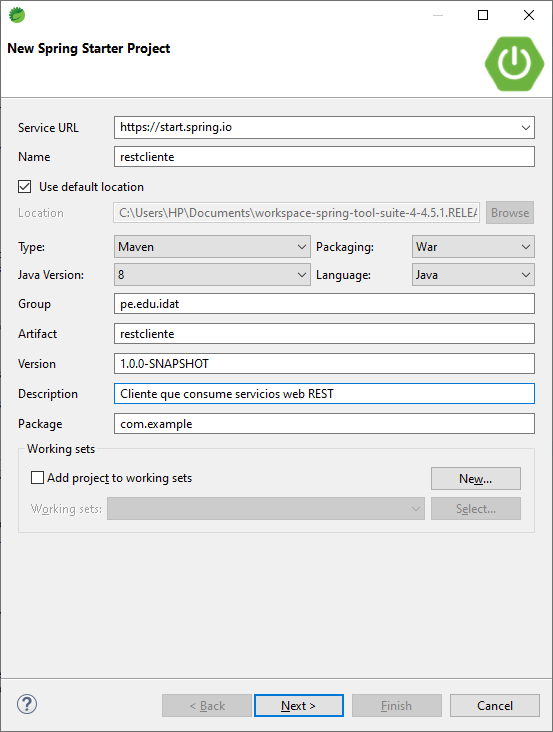 New Spring Starter Project
Service URL https://start.spring.io
Name restcliente
Use default location
Location C:\Users\HP\Documents\workspace-spring-tool-suite-4-4.5.1.RELEA Browse
Type: Maven Packaging: War
Java Version: 8 Language: Java
Group pe.edu.idat
Artifact restcliente
Version 1.0.0-SNAPSHOT
Description Cliente que consume servicios web REST
Package com.example
Working sets
Add project to working sets New...
Working sets: Select...
? < Back Next > Finish Cancel